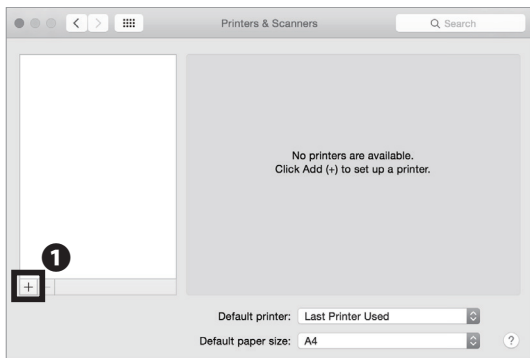 Printers & Scanners
Search
No printers are available.
Click Add (+) to set up a printer.
1
+ −
Default printer: Last Printer Used
Default paper size: A4 ?